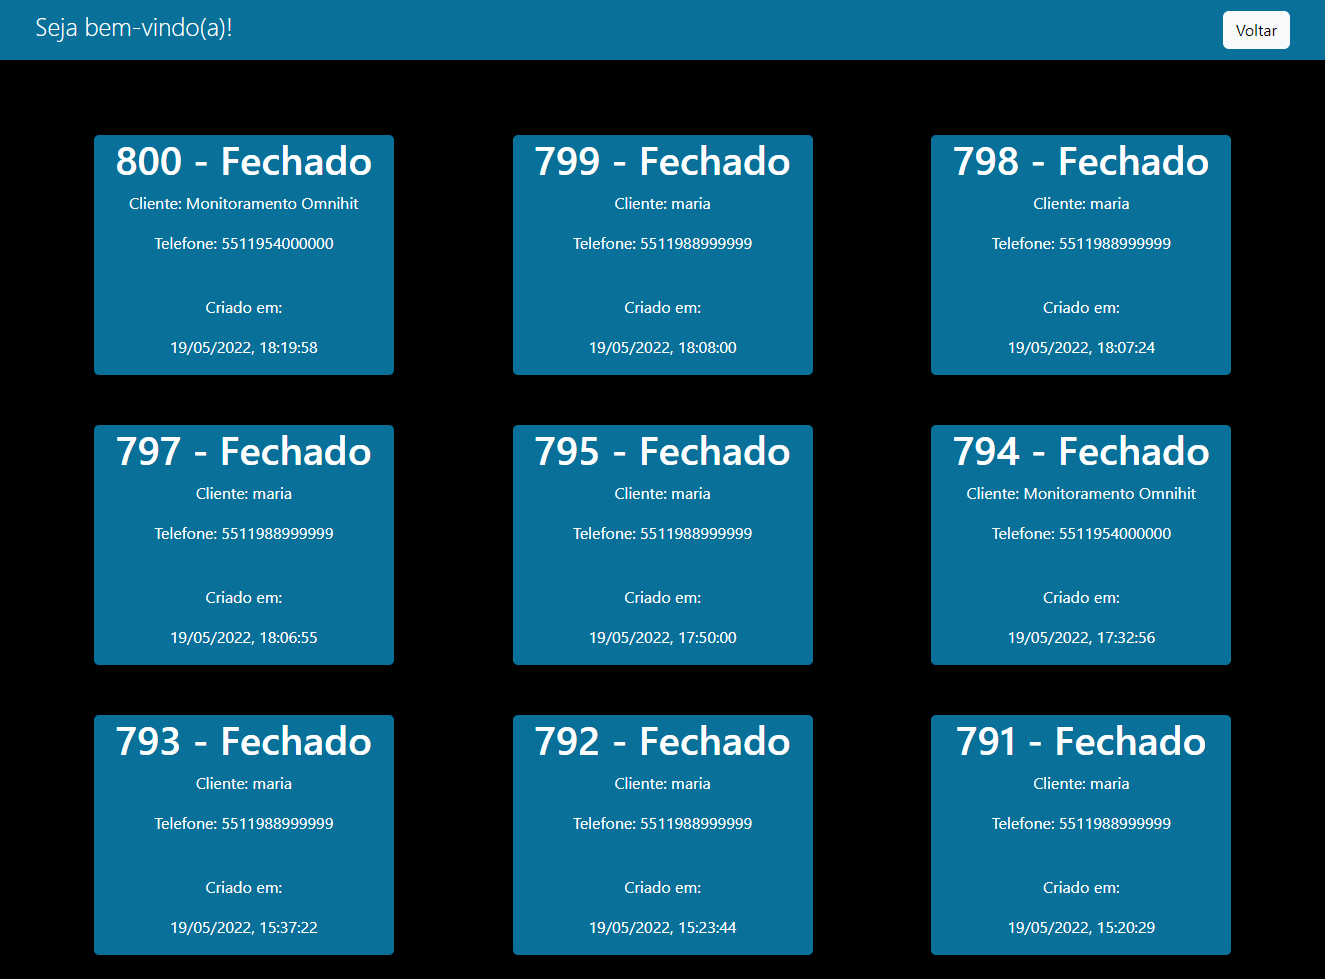 Seja bem-vindo(a)!
Voltar
800 - Fechado
Cliente: Monitoramento Omnihit
Telefone: 5511954000000
Criado em:
19/05/2022, 18:19:58
799 - Fechado
Cliente: maria
Telefone: 5511988999999
Criado em:
19/05/2022, 18:08:00
798 - Fechado
Cliente: maria
Telefone: 5511988999999
Criado em:
19/05/2022, 18:07:24
797 - Fechado
Cliente: maria
Telefone: 5511988999999
Criado em:
19/05/2022, 18:06:55
795 - Fechado
Cliente: maria
Telefone: 5511988999999
Criado em:
19/05/2022, 17:50:00
794 - Fechado
Cliente: Monitoramento Omnihit
Telefone: 5511954000000
Criado em:
19/05/2022, 17:32:56
793 - Fechado
Cliente: maria
Telefone: 5511988999999
Criado em:
19/05/2022, 15:37:22
792 - Fechado
Cliente: maria
Telefone: 5511988999999
Criado em:
19/05/2022, 15:23:44
791 - Fechado
Cliente: maria
Telefone: 5511988999999
Criado em:
19/05/2022, 15:20:29